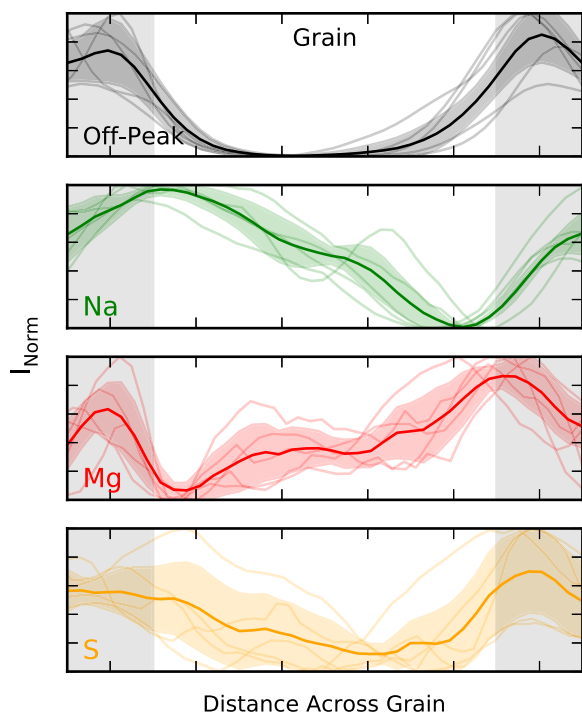 Grain
Off-Peak
Na
I_Norm
Mg
S
Distance Across Grain